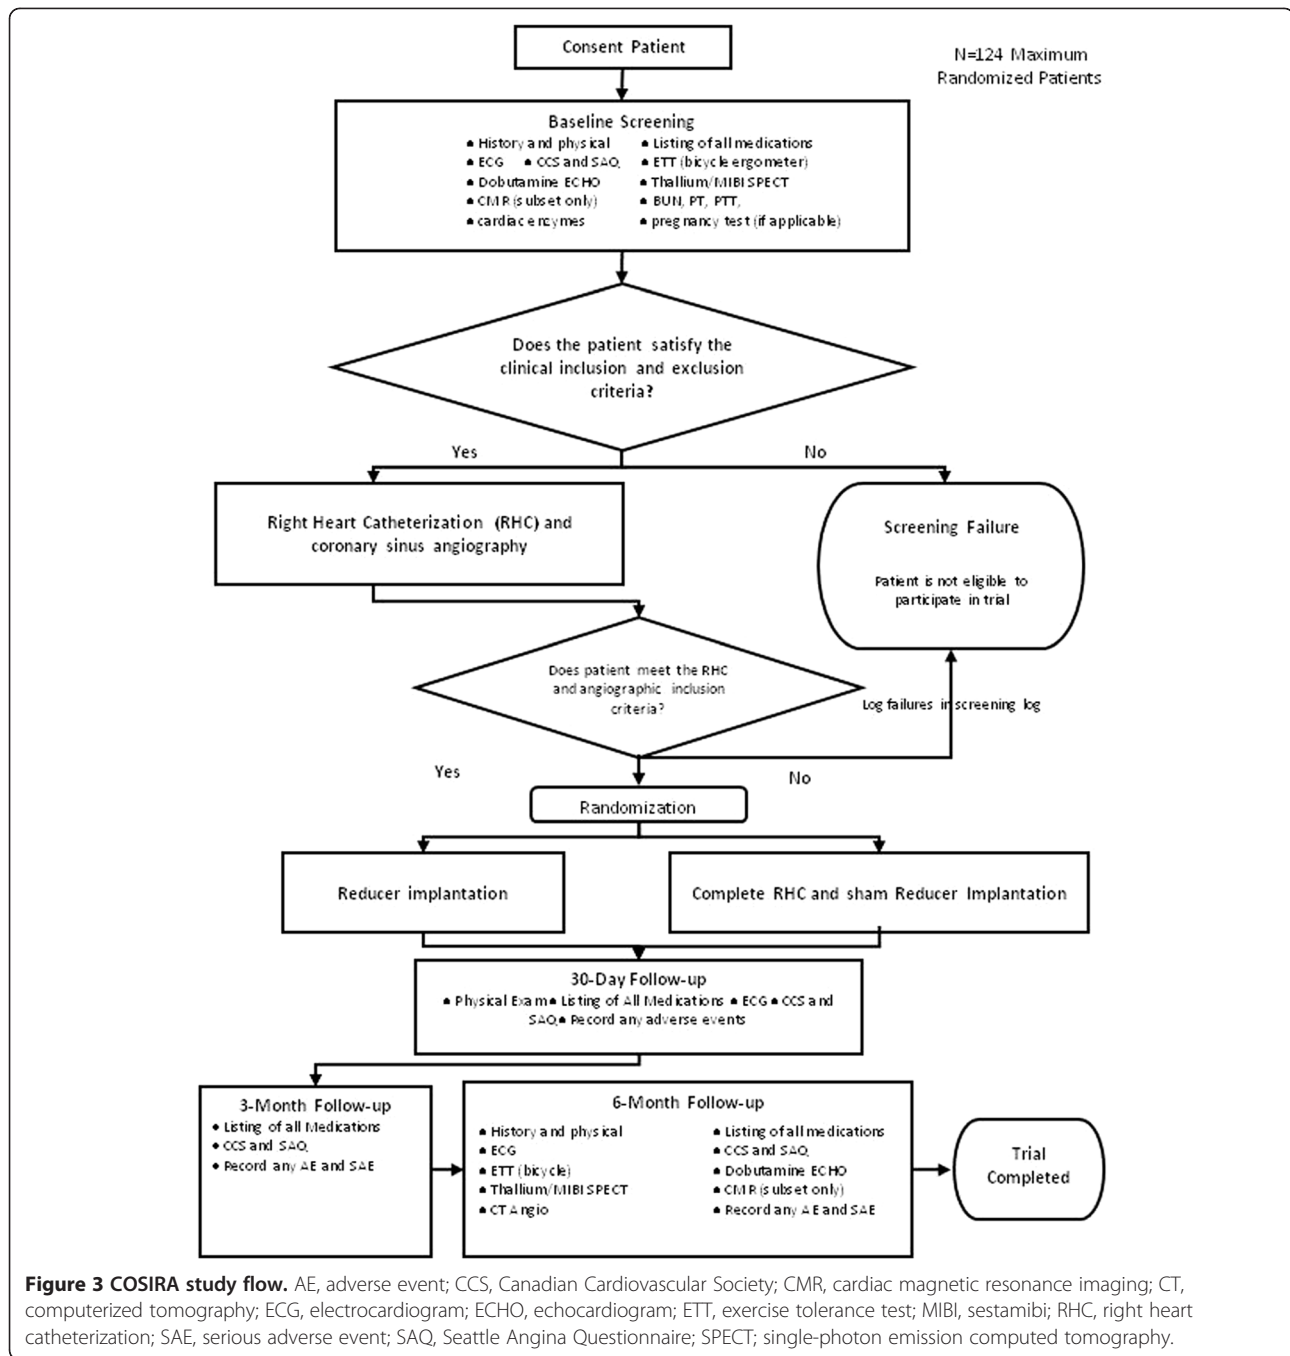 Consent Patient
N=124 Maximum
Randomized Patients
Baseline Screening
• History and physical • Listing of all medications
• ECG • CCS and SAQ, • ETT (bicycle ergometer)
• Dobutamine ECHO • Thallium/MIBI SPECT
• CMR (subset only) • BUN, PT, PTT,
• cardiac enzymes • pregnancy test (if applicable)
Does the patient satisfy the
clinical inclusion and exclusion
criteria?
Yes
No
Right Heart Catheterization (RHC) and
coronary sinus angiography
Screening Failure
Patient is not eligible to
participate in trial
Does patient meet the RHC
and angiographic inclusion
criteria?
Log failures in screening log
Yes
No
Randomization
Reducer implantation
Complete RHC and sham Reducer Implantation
30-Day Follow-up
• Physical Exam • Listing of All Medications • ECG • CCS and
SAQ, • Record any adverse events
3-Month Follow-up
• Listing of all Medications
• CCS and SAQ,
• Record any AE and SAE
6-Month Follow-up
• History and physical • Listing of all medications
• ECG • CCS and SAQ,
• ETT (bicycle) • Dobutamine ECHO
• Thallium/MIBI SPECT • CMR (subset only)
• CT Angio • Record any AE and SAE
Trial
Completed
Figure 3 COSIRA study flow. AE, adverse event; CCS, Canadian Cardiovascular Society; CMR, cardiac magnetic resonance imaging; CT,
computerized tomography; ECG, electrocardiogram; ECHO, echocardiogram; ETT, exercise tolerance test; MIBI, sestamibi; RHC, right heart
catheterization; SAE, serious adverse event; SAQ, Seattle Angina Questionnaire; SPECT; single-photon emission computed tomography.